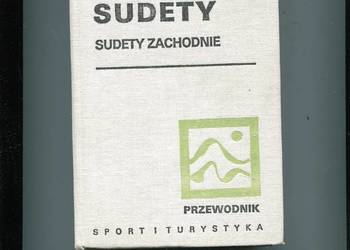 SUDETY
SUDETY ZACHODNIE
PRZEWODNIK
SPORT I TURYSTYKA